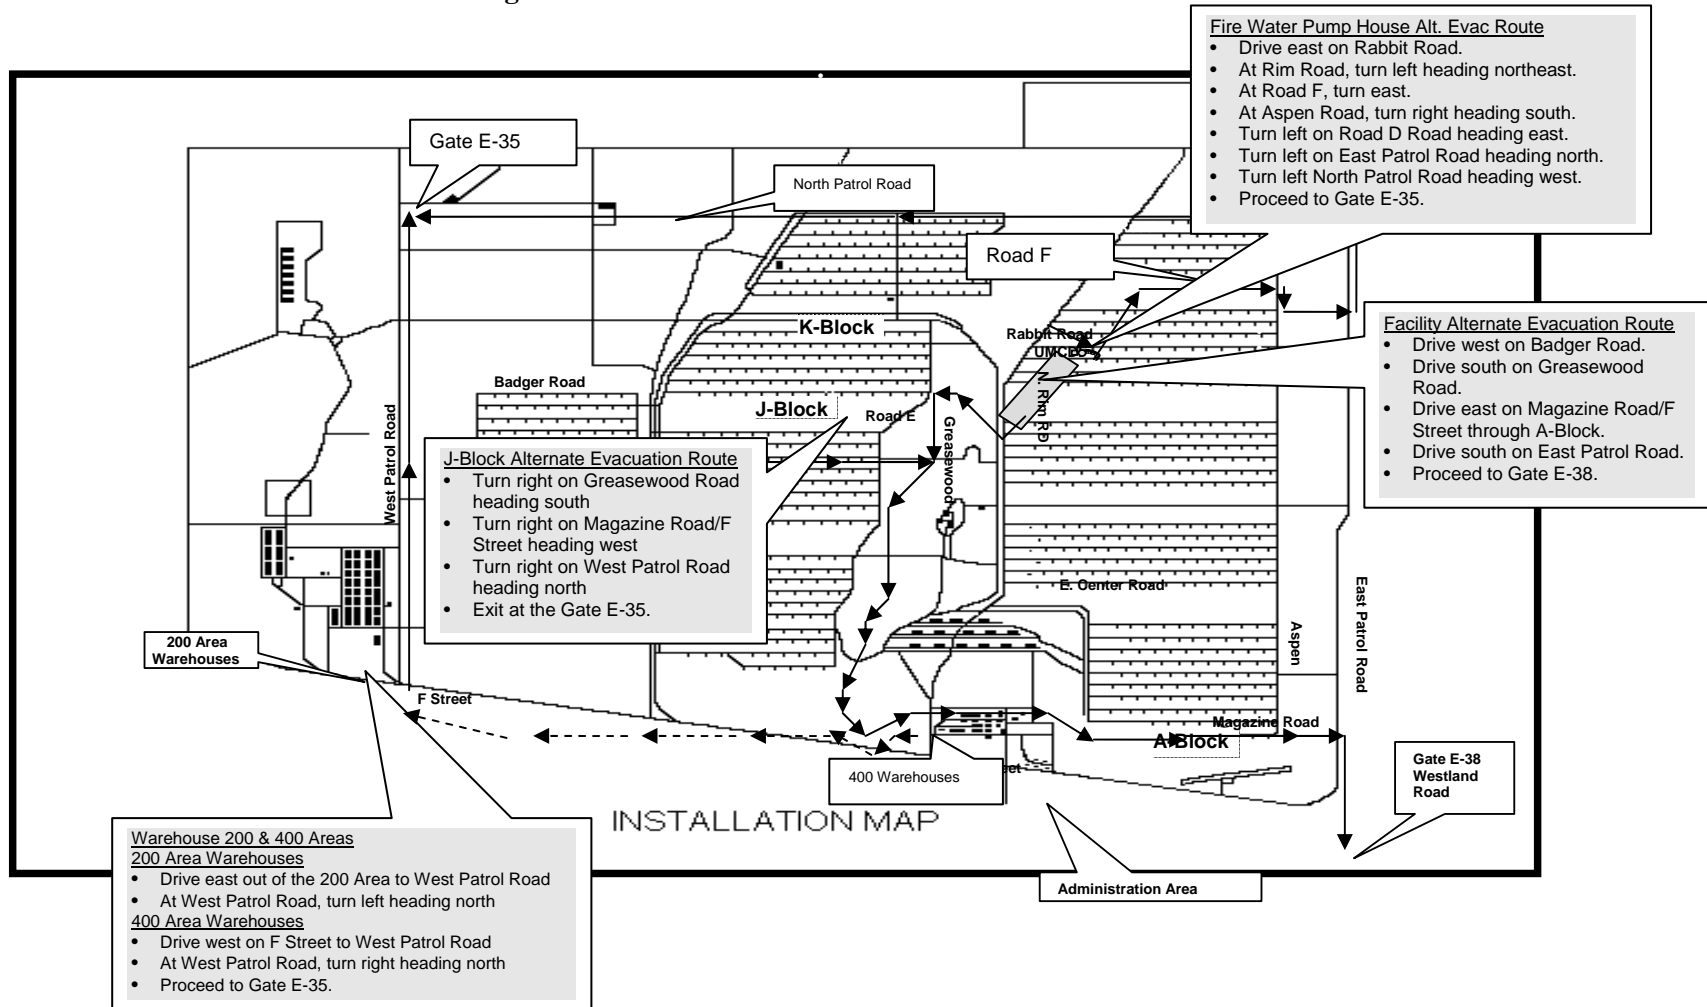 Fire Water Pump House Alt. Evac Route
• Drive east on Rabbit Road.
• At Rim Road, turn left heading northeast.
• At Road F, turn east.
• At Aspen Road, turn right heading south.
• Turn left on Road D Road heading east.
• Turn left on East Patrol Road heading north.
• Turn left North Patrol Road heading west.
• Proceed to Gate E-35.
Gate E-35
North Patrol Road
Road F
K-Block
Rabbit Road
Facility Alternate Evacuation Route
• Drive west on Badger Road.
• Drive south on Greasewood
Road.
• Drive east on Magazine Road/F
Street through A-Block.
• Drive south on East Patrol Road.
• Proceed to Gate E-38.
Badger Road
J-Block
Road E
N. Rim RD
Greasewood
West Patrol Road
J-Block Alternate Evacuation Route
• Turn right on Greasewood Road
heading south
• Turn right on Magazine Road/F
Street heading west
• Turn right on West Patrol Road
heading north
• Exit at the Gate E-35.
E. Center Road
Aspen
East Patrol Road
200 Area
Warehouses
F Street
Magazine Road
A-Block
400 Warehouses
Gate E-38
Westland
Road
INSTALLATION MAP
Administration Area
Warehouse 200 & 400 Areas
200 Area Warehouses
• Drive east out of the 200 Area to West Patrol Road
• At West Patrol Road, turn left heading north
400 Area Warehouses
• Drive west on F Street to West Patrol Road
• At West Patrol Road, turn right heading north
• Proceed to Gate E-35.